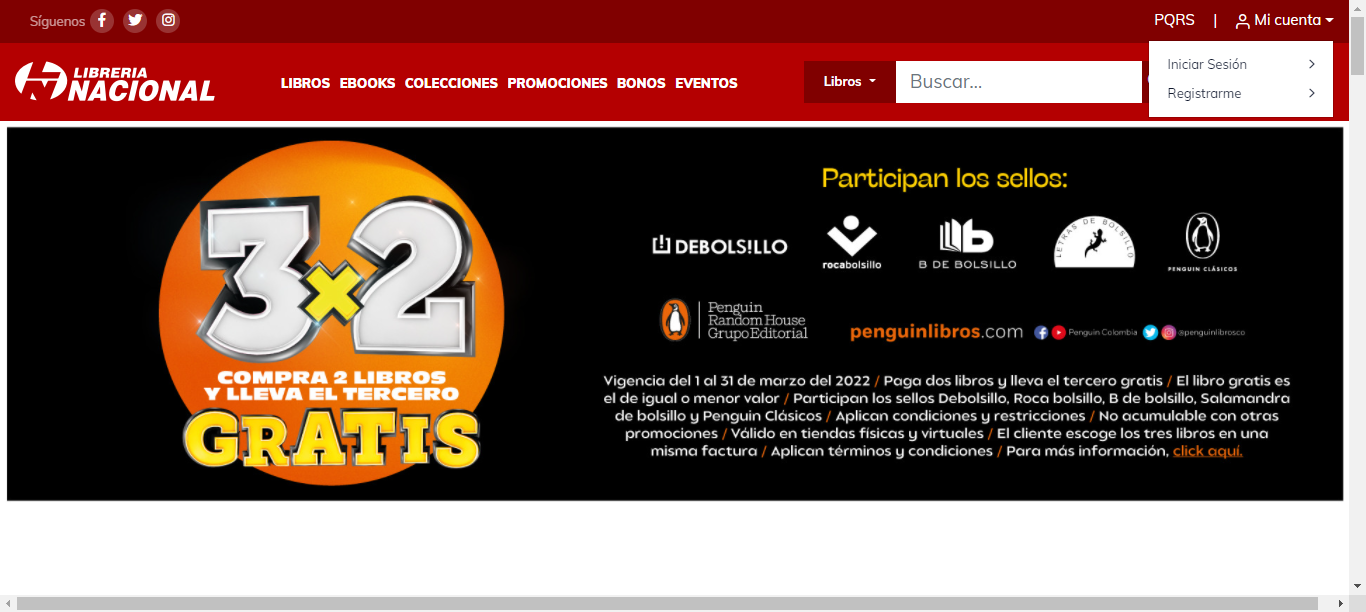 Síguenos
PQRS | Mi cuenta
Iniciar Sesión
Registrarme
LIBRERIA
NACIONAL
LIBROS EBOOKS COLECCIONES PROMOCIONES BONOS EVENTOS
Libros
Buscar...
3x2
COMPRA 2 LIBROS
Y LLEVA EL TERCERO
GRATIS
Participan los sellos:
DEBOLS!LLO
rocabolsillo
B DE BOLSILLO
LETRAS DE BOLSILLO
PENGUIN CLÁSICOS
Penguin
Random House
Grupo Editorial
penguinlibros.com
Penguin Colombia
@penguinlibrosco
Vigencia del 1 al 31 de marzo del 2022 / Paga dos libros y lleva el tercero gratis / El libro gratis es
el de igual o menor valor / Participan los sellos Debolsillo, Roca bolsillo, B de bolsillo, Salamandra
de bolsillo y Penguin Clásicos / Aplican condiciones y restricciones / No acumulable con otras
promociones / Válido en tiendas físicas y virtuales / El cliente escoge los tres libros en una
misma factura / Aplican términos y condiciones / Para más información, click aquí.